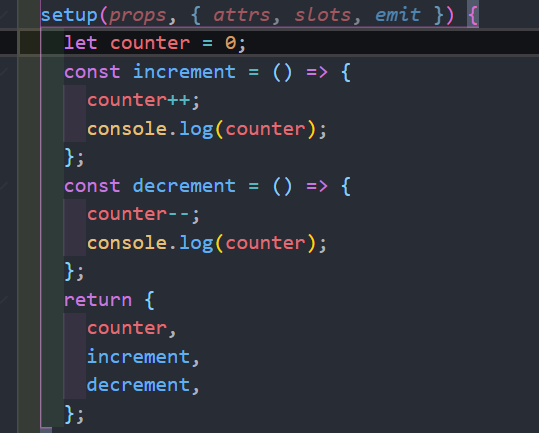 setup(props, { attrs, slots, emit }) {
let counter = 0;
const increment = () => {
counter++;
console.log(counter);
};
const decrement = () => {
counter--;
console.log(counter);
};
return {
counter,
increment,
decrement,
};